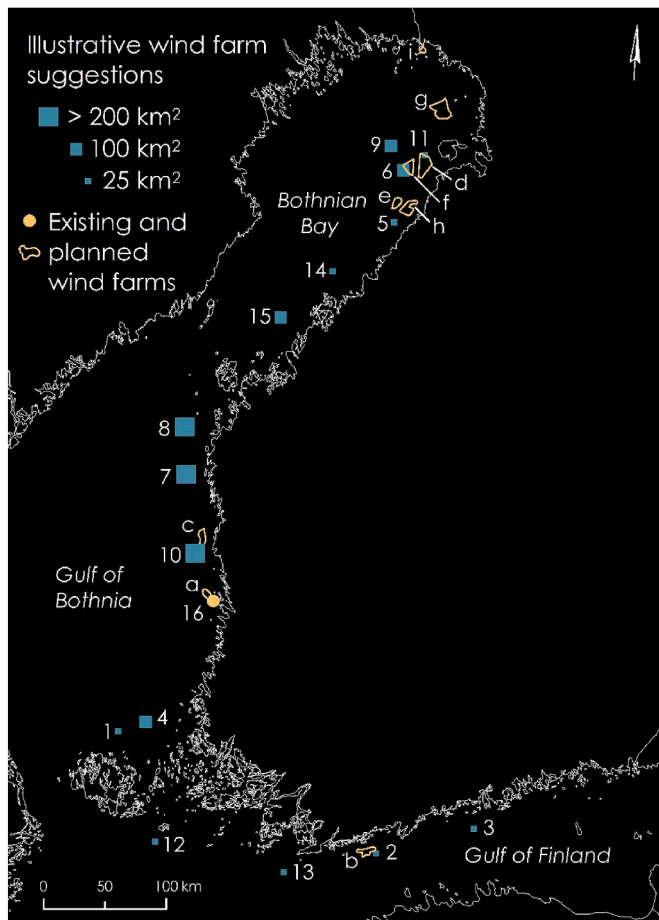 Illustrative wind farm
suggestions
> 200 km²
100 km²
25 km²
Existing and
planned wind farms
i
g
9
11
6
d
f
Bothnian
Bay
e
h
5
14
15
8
7
c
10
Gulf of
Bothnia
a
16
1
4
12
13
b
2
3
Gulf of Finland
0
50
100 km